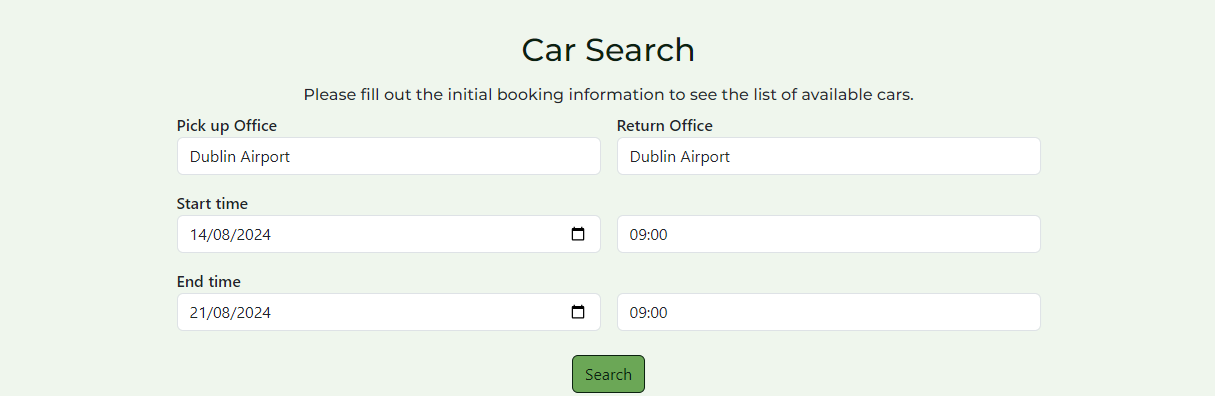 Car Search
Please fill out the initial booking information to see the list of available cars.
Pick up Office Return Office
Dublin Airport Dublin Airport
Start time
14/08/2024 09:00
End time
21/08/2024 09:00
Search